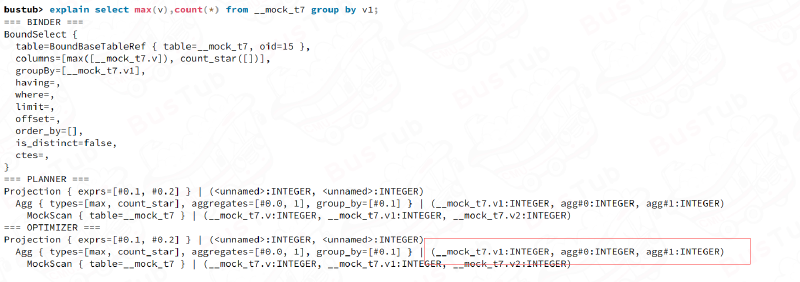 bustub> explain select max(v),count(*) from __mock_t7 group by v1;
=== BINDER ===
BoundSelect {
  table=BoundBaseTableRef { table=__mock_t7, oid=15 },
  columns=[max([__mock_t7.v]), count_star([])],
  groupBy=[__mock_t7.v1],
  having=,
  where=,
  limit=,
  offset=,
  order_by=[],
  is_distinct=false,
  ctes=,
}
=== PLANNER ===
Projection { exprs=[#0.1, #0.2] } | (<unnamed>:INTEGER, <unnamed>:INTEGER)
  Agg { types=[max, count_star], aggregates=[#0.0, 1], group_by=[#0.1] } | (__mock_t7.v1:INTEGER, agg#0:INTEGER, agg#1:INTEGER)
    MockScan { table=__mock_t7 } | (__mock_t7.v:INTEGER, __mock_t7.v1:INTEGER, __mock_t7.v2:INTEGER)
=== OPTIMIZER ===
Projection { exprs=[#0.1, #0.2] } | (<unnamed>:INTEGER, <unnamed>:INTEGER)
  Agg { types=[max, count_star], aggregates=[#0.0, 1], group_by=[#0.1] } | (__mock_t7.v1:INTEGER, agg#0:INTEGER, agg#1:INTEGER)
    MockScan { table=__mock_t7 } | (__mock_t7.v:INTEGER, __mock_t7.v1:INTEGER, __mock_t7.v2:INTEGER)